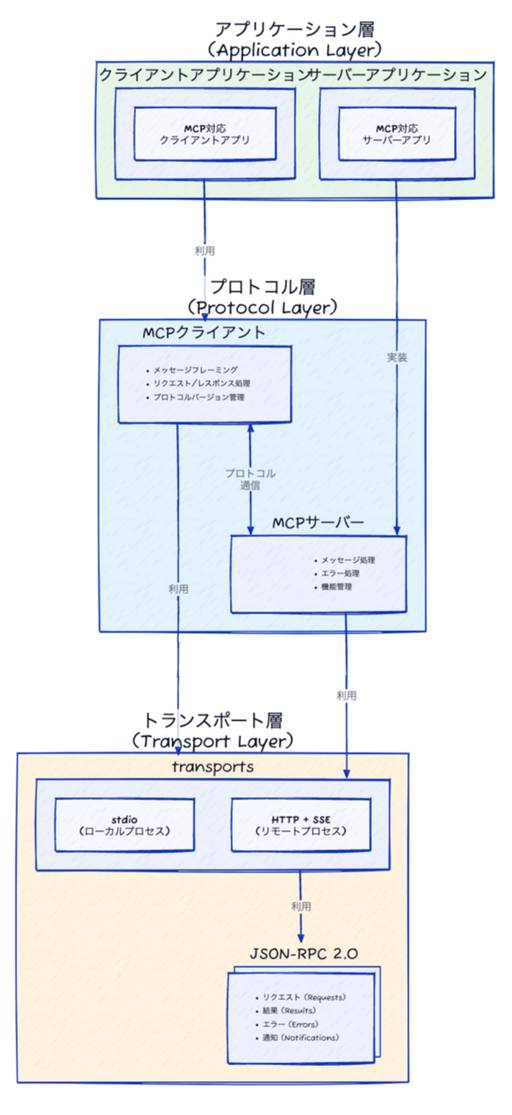 アプリケーション層
(Application Layer)
クライアントアプリケーション
サーバーアプリケーション
MCP対応
クライアントアプリ
MCP対応
サーバーアプリ
利用
プロトコル層
(Protocol Layer)
MCPクライアント
• メッセージフレーミング
• リクエスト/レスポンス処理
• プロトコルバージョン管理
実装
プロトコル
通信
MCPサーバー
• メッセージ処理
• エラー処理
• 機能管理
利用
利用
トランスポート層
(Transport Layer)
transports
stdio
(ローカルプロセス)
HTTP + SSE
(リモートプロセス)
利用
JSON-RPC 2.0
• リクエスト (Requests)
• 結果 (Results)
• エラー (Errors)
• 通知 (Notifications)